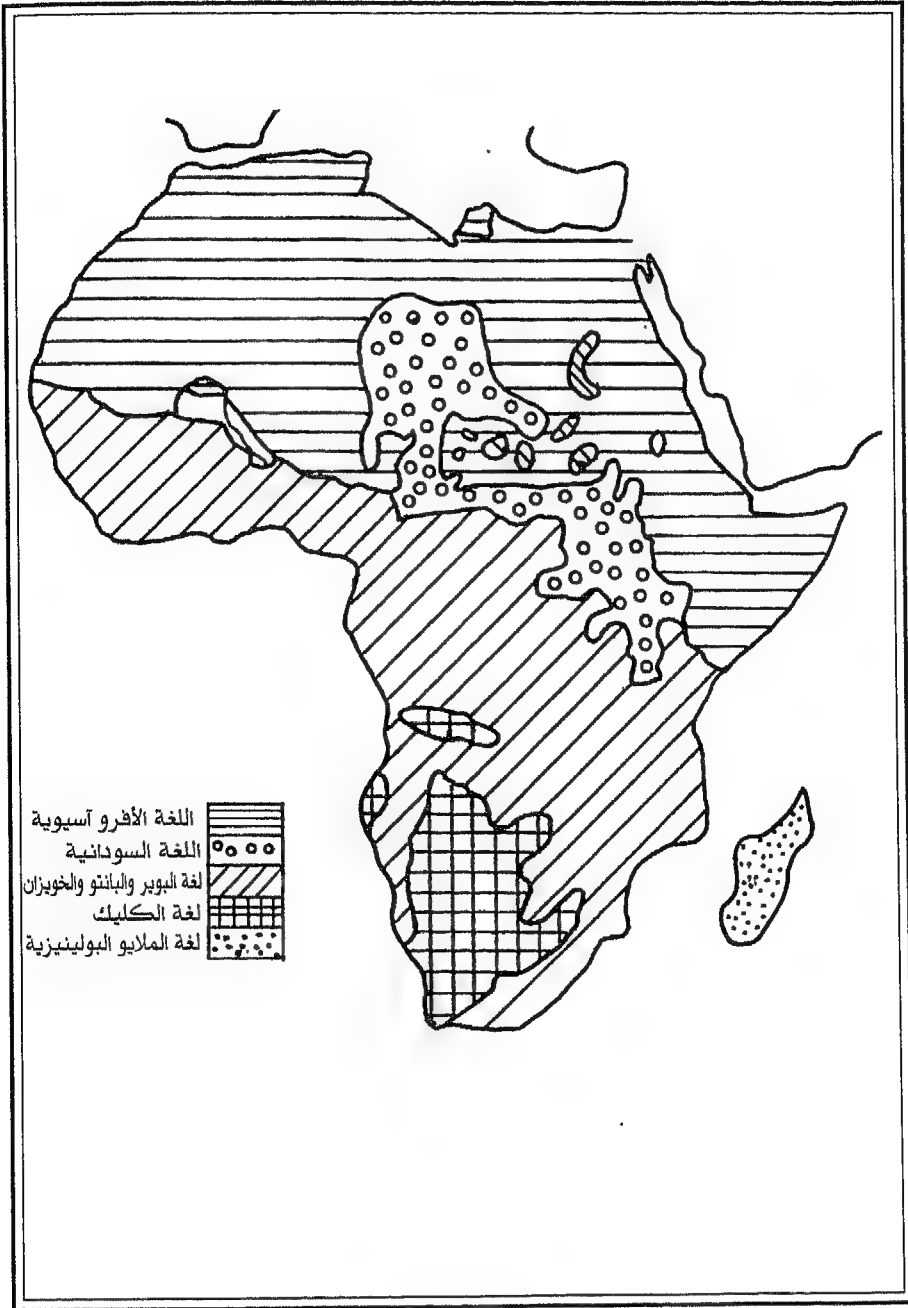 اللغة الأفرو آسيوية
اللغة السودانية
لغة البوير والبانتو والخويزان
لغة الكليك
لغة الملايو البولينيزية